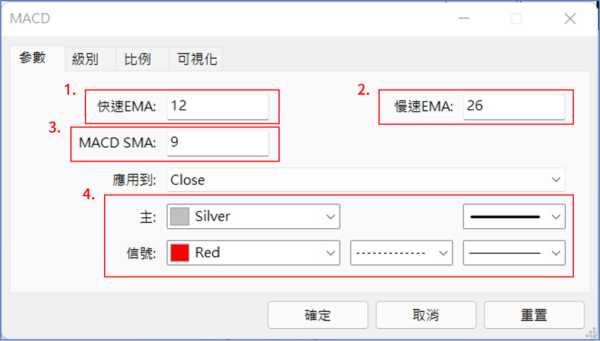 MACD
參數 級別 比例 可視化
1. 2.
快速EMA: 12 慢速EMA: 26
3.
MACD SMA: 9
應用到: Close
4.
主: Silver
信號: Red
確定 取消 重置